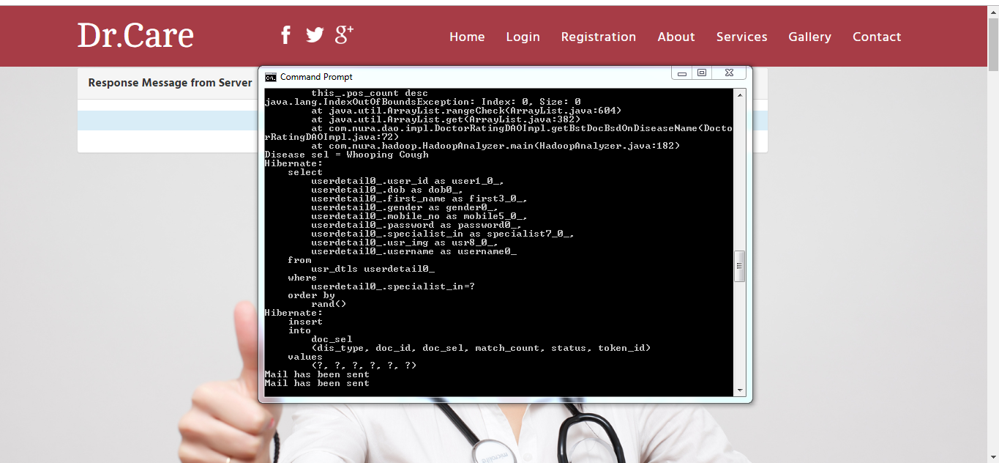 Dr.Care
Home Login Registration About Services Gallery Contact
Response Message from Server
Command Prompt
this_.pos_count desc
java.lang.IndexOutOfBoundsException: Index: 0, Size: 0
at java.util.ArrayList.rangeCheck(ArrayList.java:604)
at java.util.ArrayList.get(ArrayList.java:382)
at com.nura.dao.impl.DoctorRatingDAOImpl.getBstDocBsdOnDiseaseName(Docto
rRatingDAOImpl.java:72)
at com.nura.hadoop.HadoopAnalyzer.main(HadoopAnalyzer.java:182)
Disease sel = Whooping Cough
Hibernate:
select
userdetail0_.user_id as user1_0_,
userdetail0_.dob as dob0_,
userdetail0_.first_name as first3_0_,
userdetail0_.gender as gender0_,
userdetail0_.mobile_no as mobile5_0_,
userdetail0_.password as password0_,
userdetail0_.specialist_in as specialist7_0_,
userdetail0_.usr_img as usr8_0_,
userdetail0_.username as username0_
from
usr_dtls userdetail0_
where
userdetail0_.specialist_in=?
order by
rand()
Hibernate:
insert
into
doc_sel
(dis_type, doc_id, doc_sel, match_count, status, token_id)
values
(?, ?, ?, ?, ?, ?)
Mail has been sent
Mail has been sent